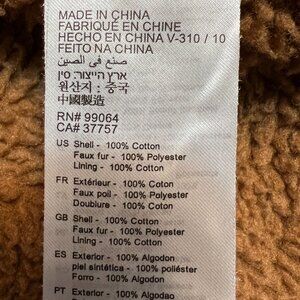 MADE IN CHINA
FABRIQUÉ EN CHINE
HECHO EN CHINA V-310 / 10
FEITO NA CHINA
صنع في الصين
ארץ הייצור: סין
원산지: 중국
中國製造
RN# 99064
CA# 37757
US Shell - 100% Cotton
Faux fur - 100% Polyester
Lining - 100% Cotton
FR Extérieur - 100% Coton
Faux poil - 100% Polyester
Doublure - 100% Coton
GB Shell - 100% Cotton
Faux fur - 100% Polyester
Lining - 100% Cotton
ES Exterior - 100% Algodón
piel sintética - 100% poliéster
Forro - 100% Algodón
PT Exterior - 100% Algodao